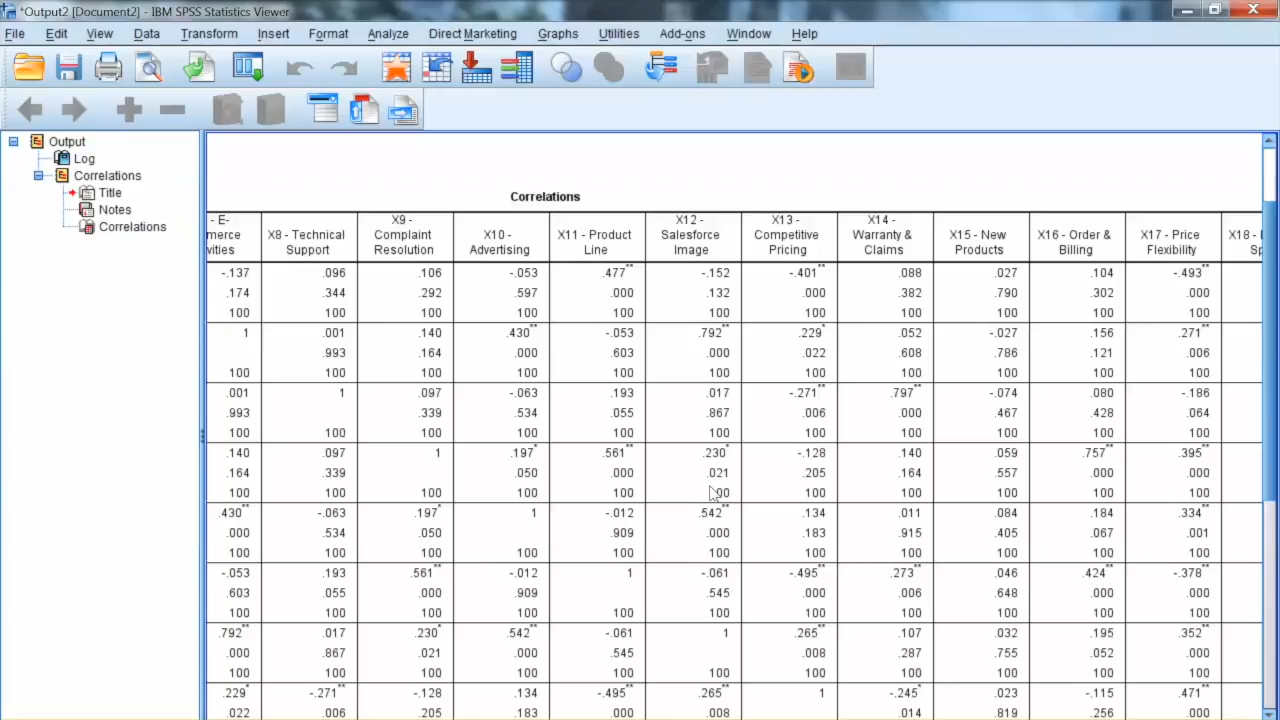 *Output2 [Document2] - IBM SPSS Statistics Viewer
File Edit View Data Transform Insert Format Analyze Direct Marketing Graphs Utilities Add-ons Window Help
Output
Log
Correlations
Title
Notes
Correlations
Correlations
- E-
merce
vities
X8 - Technical
Support
X9 -
Complaint
Resolution
X10 -
Advertising
X11 - Product
Line
X12 -
Salesforce
Image
X13 -
Competitive
Pricing
X14 -
Warranty &
Claims
X15 - New
Products
X16 - Order &
Billing
X17 - Price
Flexibility
X18 -
Sp
-.137 .096 .106 -.053 .477** -.152 -.401** .088 .027 .104 -.493**
.174 .344 .292 .597 .000 .132 .000 .382 .790 .302 .000
100 100 100 100 100 100 100 100 100 100 100
1 .001 .140 .430** -.053 .792** .229* .052 -.027 .156 .271**
.993 .164 .000 .603 .000 .022 .608 .786 .121 .006
100 100 100 100 100 100 100 100 100 100 100
.001 1 .097 -.063 .193 .017 -.271** .797** -.074 .080 -.186
.993 .339 .534 .055 .867 .006 .000 .467 .428 .064
100 100 100 100 100 100 100 100 100 100 100
.140 .097 1 .197* .561** .230* -.128 .140 .059 .757** .395**
.164 .339 .050 .000 .021 .205 .164 .557 .000 .000
100 100 100 100 100 100 100 100 100 100
.430** -.063 .197* 1 -.012 .542** .134 .011 .084 .184 .334**
.000 .534 .050 .909 .000 .183 .915 .405 .067 .001
100 100 100 100 100 100 100 100 100 100 100
-.053 .193 .561** -.012 1 -.061 -.495** .273** .046 .424** -.378**
.603 .055 .000 .909 .545 .000 .006 .648 .000 .000
100 100 100 100 100 100 100 100 100 100 100
.792** .017 .230* .542** -.061 1 .265** .107 .032 .195 .352**
.000 .867 .021 .000 .545 .008 .287 .755 .052 .000
100 100 100 100 100 100 100 100 100 100 100
.229* -.271** -.128 .134 -.495** .265** 1 -.245* .023 -.115 .471**
.022 .006 .205 .183 .000 .008 .014 .819 .256 .000